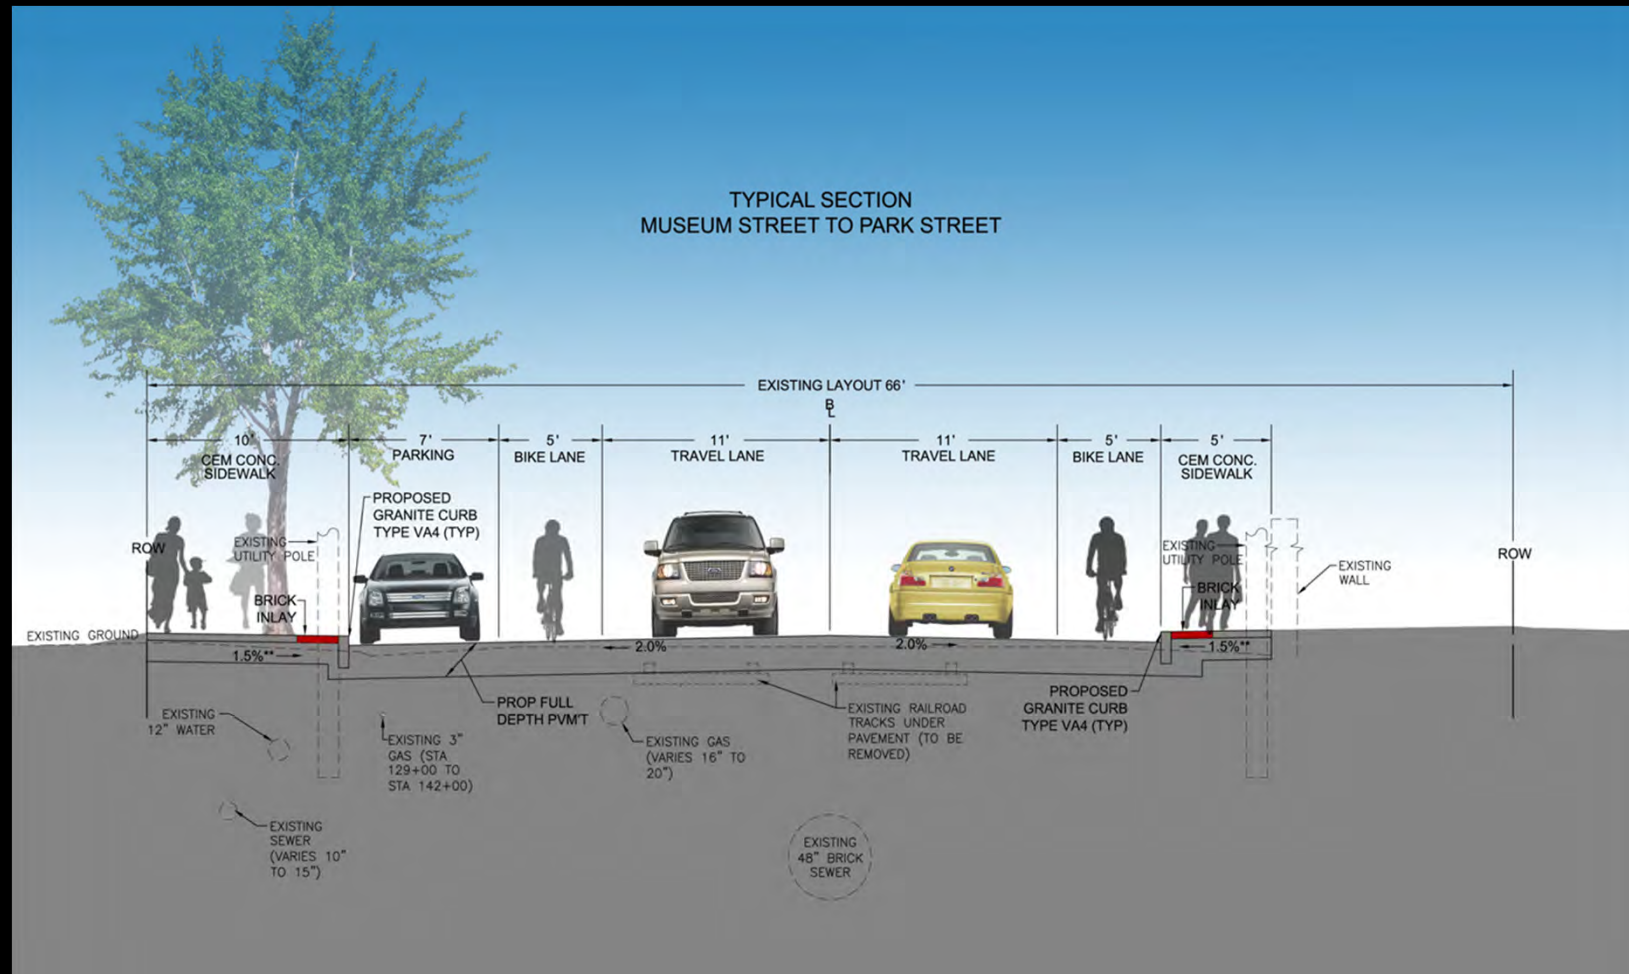 TYPICAL SECTION
MUSEUM STREET TO PARK STREET
EXISTING LAYOUT 66'
BL
10'
CEM CONC.
SIDEWALK
7'
PARKING
5'
BIKE LANE
11'
TRAVEL LANE
11'
TRAVEL LANE
5'
BIKE LANE
5'
CEM CONC.
SIDEWALK
PROPOSED
GRANITE CURB
TYPE VA4 (TYP)
ROW
EXISTING
UTILITY POLE
BRICK
INLAY
EXISTING
UTILITY POLE
BRICK
INLAY
EXISTING
WALL
ROW
EXISTING GROUND
1.5%**
2.0%
2.0%
1.5%**
EXISTING
12" WATER
PROP FULL
DEPTH PVM'T
EXISTING 3"
GAS (STA
129+00 TO
STA 142+00)
EXISTING GAS
(VARIES 16" TO
20")
EXISTING RAILROAD
TRACKS UNDER
PAVEMENT (TO BE
REMOVED)
PROPOSED
GRANITE CURB
TYPE VA4 (TYP)
EXISTING
SEWER
(VARIES 10"
TO 15")
EXISTING
48" BRICK
SEWER